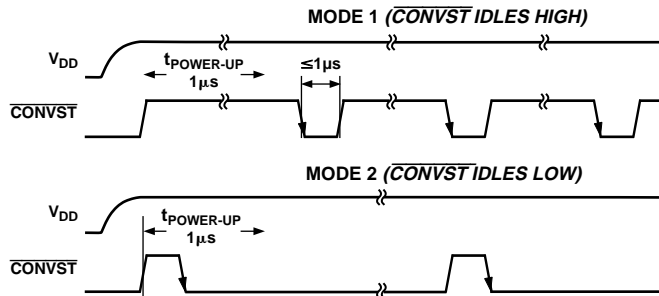 MODE 1 (CONVST IDLES HIGH)
VDD
tPOWER-UP
1μs
≤1μs
CONVST
MODE 2 (CONVST IDLES LOW)
VDD
tPOWER-UP
1μs
CONVST